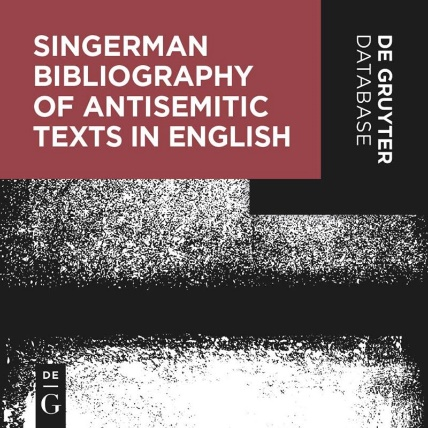 SINGERMAN
BIBLIOGRAPHY
OF ANTISEMITIC
TEXTS IN ENGLISH
DE GRUYTER
DATABASE
DE
G